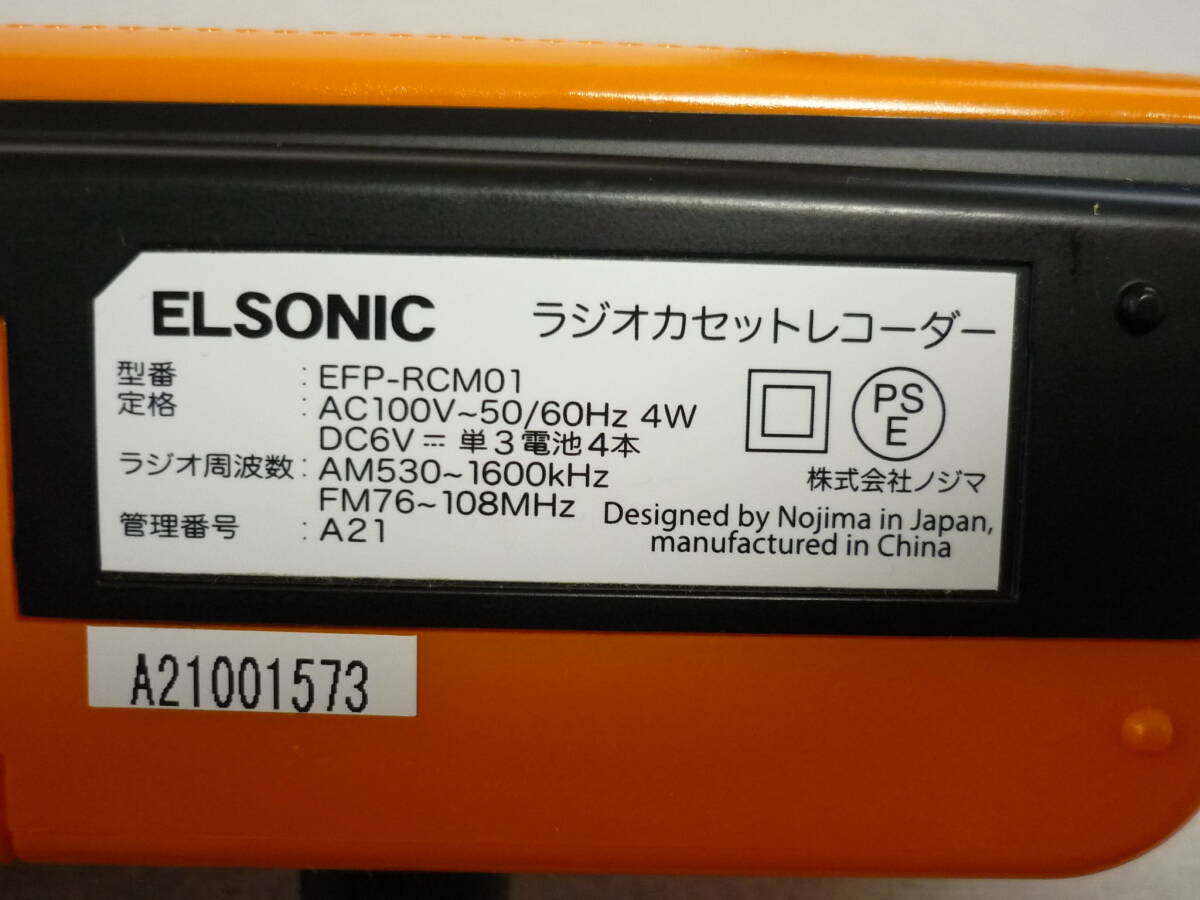 ELSONIC ラジオカセットレコーダー
型番 : EFP-RCM01
定格 : AC100V~50/60Hz 4W
DC6V⎓ 単3電池4本
ラジオ周波数 : AM530~1600kHz
FM76~108MHz
管理番号 : A21
PS
E
株式会社ノジマ
Designed by Nojima in Japan,
manufactured in China
A21001573